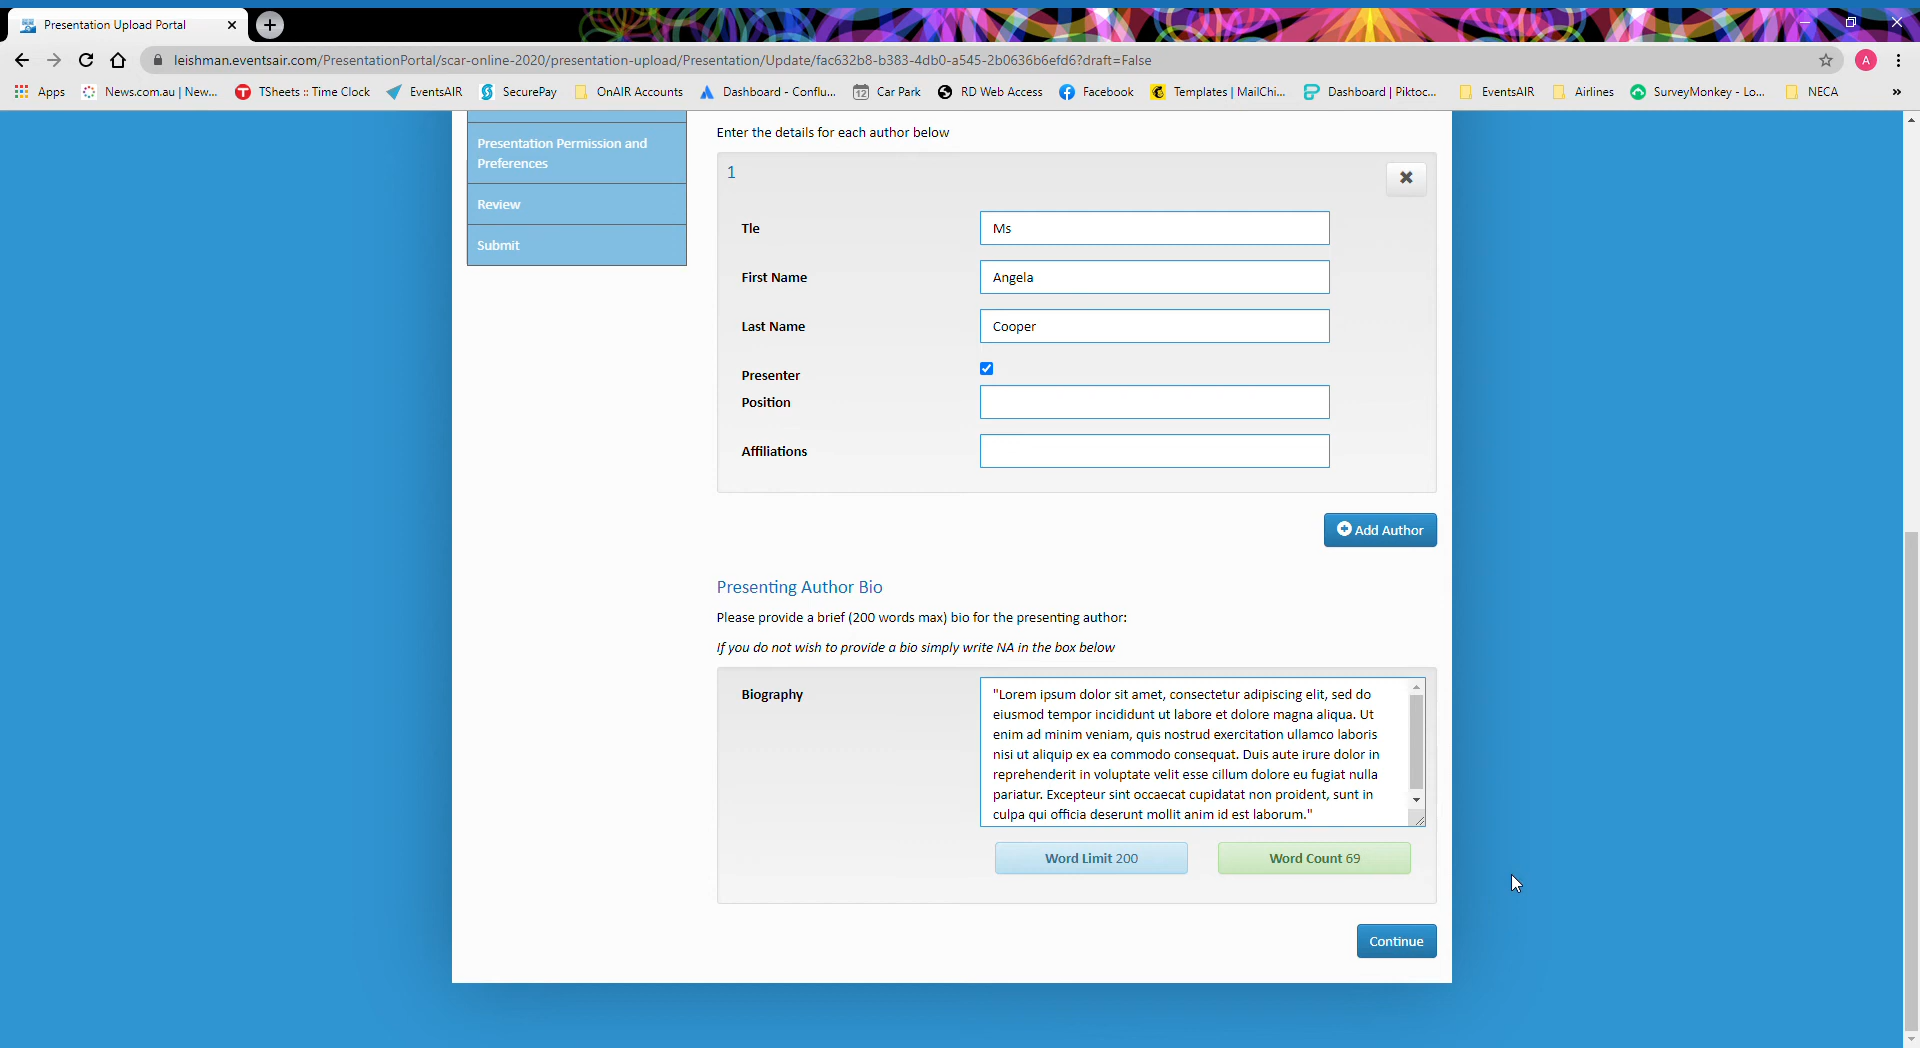 Presentation Upload Portal
leishman.eventsair.com/PresentationPortal/scar-online-2020/presentation-upload/Presentation/Update/fac632b8-b383-4db0-a545-2b0636b6efd6?draft=False
A
Apps
News.com.au | New...
TSheets :: Time Clock
EventsAIR
SecurePay
OnAIR Accounts
Dashboard - Conflu...
12
Car Park
RD Web Access
Facebook
Templates | MailChi...
Dashboard | Piktoc...
EventsAIR
Airlines
SurveyMonkey - Lo...
NECA
»
Presentation Permission and
Preferences
Review
Submit
Enter the details for each author below
1
Tle
Ms
First Name
Angela
Last Name
Cooper
Presenter
Position
Affiliations
Add Author
Presenting Author Bio
Please provide a brief (200 words max) bio for the presenting author:
If you do not wish to provide a bio simply write NA in the box below
Biography
"Lorem ipsum dolor sit amet, consectetur adipiscing elit, sed do
eiusmod tempor incididunt ut labore et dolore magna aliqua. Ut
enim ad minim veniam, quis nostrud exercitation ullamco laboris
nisi ut aliquip ex ea commodo consequat. Duis aute irure dolor in
reprehenderit in voluptate velit esse cillum dolore eu fugiat nulla
pariatur. Excepteur sint occaecat cupidatat non proident, sunt in
culpa qui officia deserunt mollit anim id est laborum."
Word Limit 200
Word Count 69
Continue